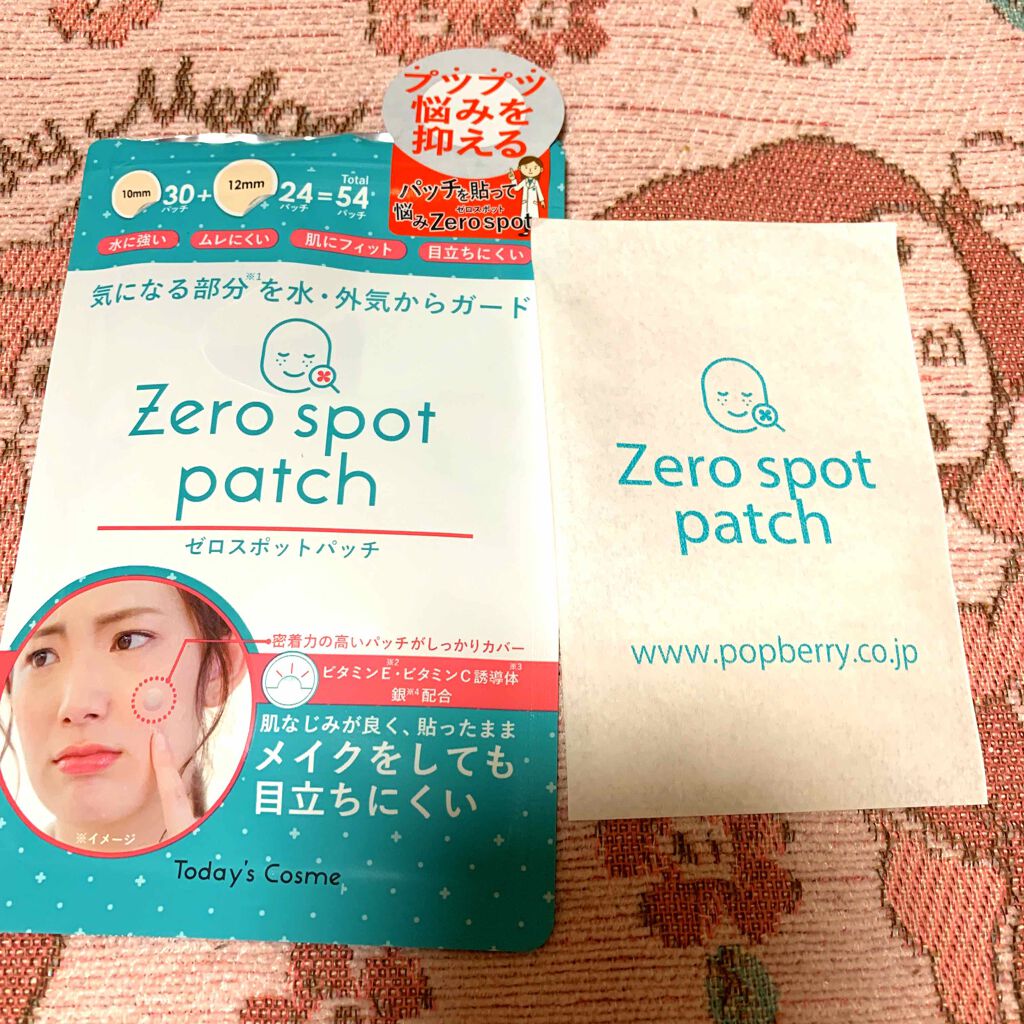 プツプツ
悩みを
抑える
パッチを貼って
ゼロスポット
悩みZero spot
10mm 30+ 12mm 24=54
パッチ パッチ Total パッチ
水に強い ムレにくい 肌にフィット 目立ちにくい
気になる部分※1を水・外気からガード
Zero spot
patch
ゼロスポットパッチ
密着力の高いパッチがしっかりカバー
ビタミンE※2・ビタミンC誘導体※3
銀※4配合
肌なじみが良く、貼ったまま
メイクをしても
目立ちにくい
※イメージ
Today's Cosme
Zero spot
patch
www.popberry.co.jp